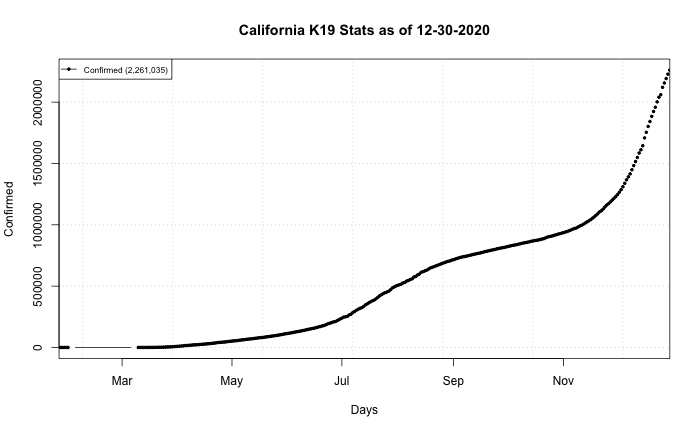 California K19 Stats as of 12-30-2020
Confirmed (2,261,035)
Confirmed
2000000
1500000
1000000
500000
0
Mar May Jul Sep Nov
Days